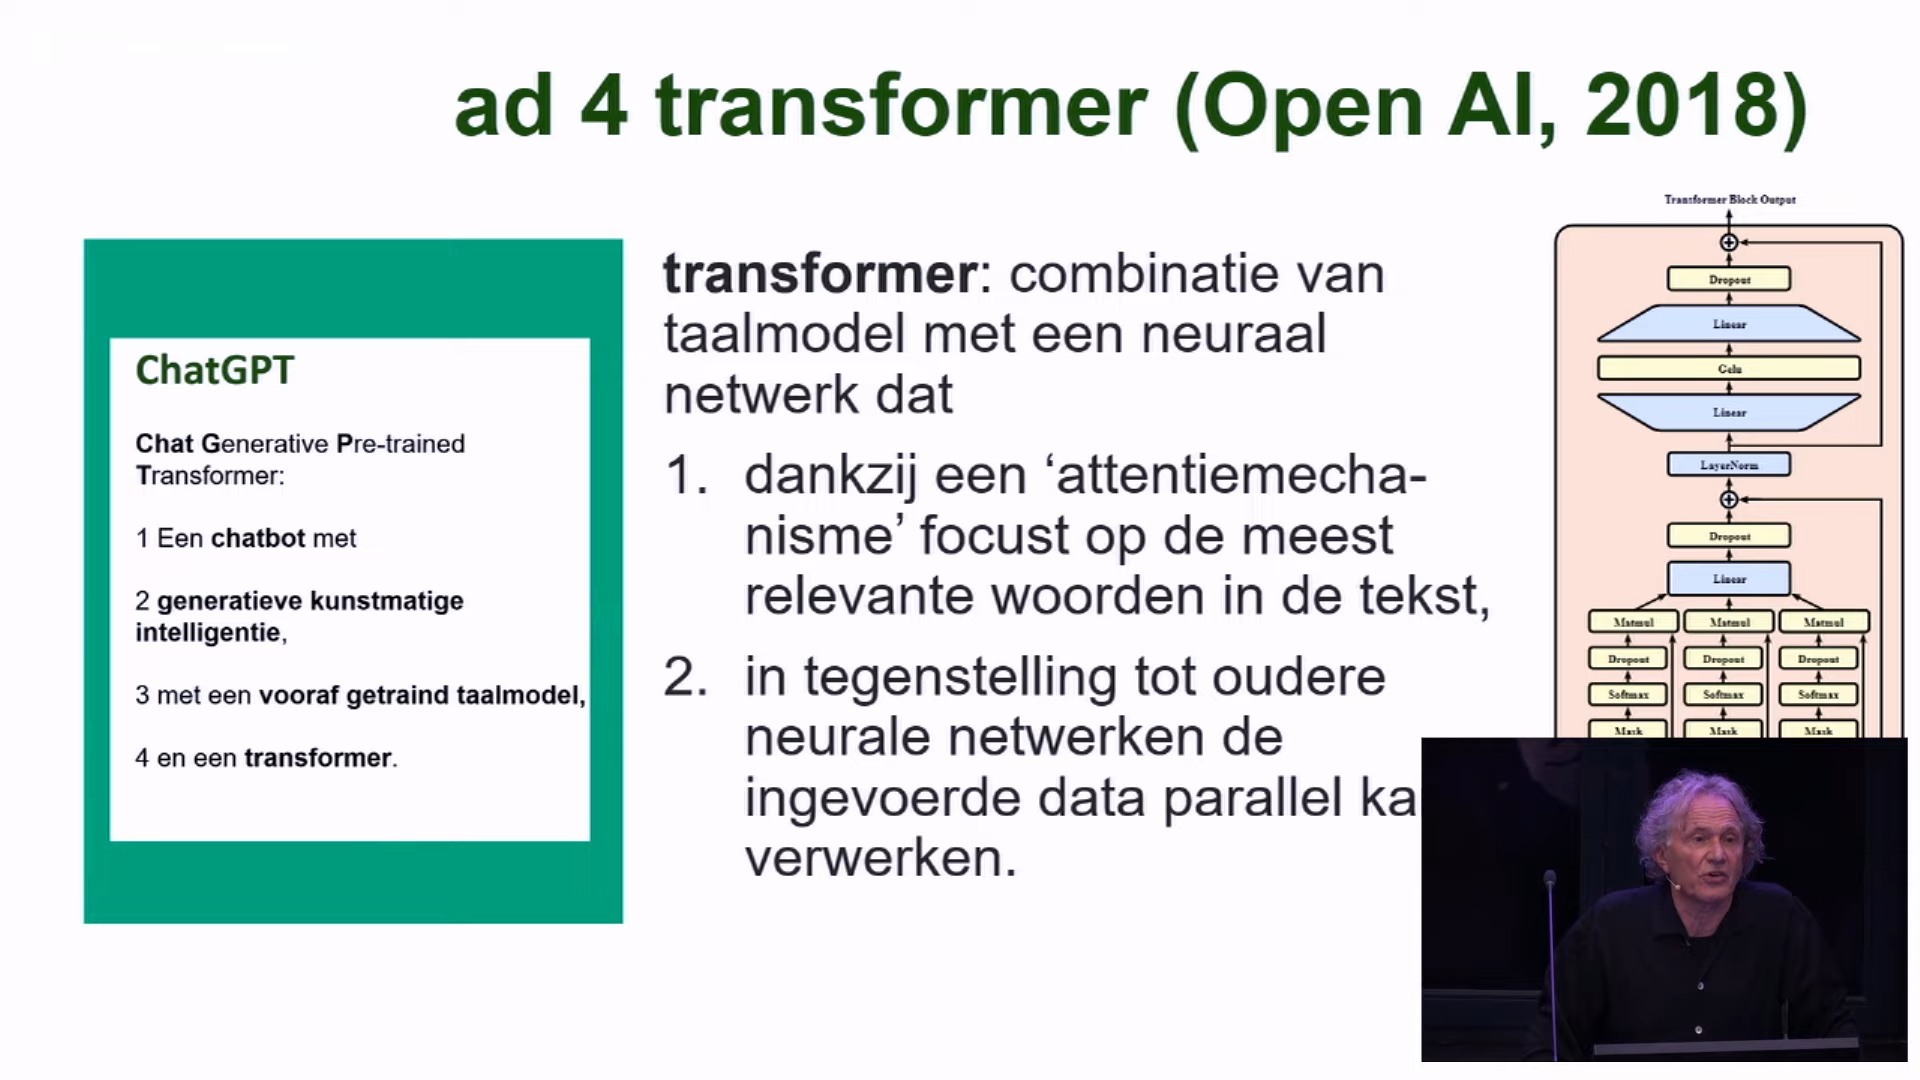 ad 4 transformer (Open AI, 2018)
ChatGPT
Chat Generative Pre-trained
Transformer:
1 Een chatbot met
2 generatieve kunstmatige
intelligentie,
3 met een vooraf getraind taalmodel,
4 en een transformer.
transformer: combinatie van
taalmodel met een neuraal
netwerk dat
1. dankzij een ‘attentiemecha-
nisme’ focust op de meest
relevante woorden in de tekst,
2. in tegenstelling tot oudere
neurale netwerken de
ingevoerde data parallel ka
verwerken.
Transformer Block Output
Dropout
Linear
Gelu
Linear
LayerNorm
Dropout
Linear
Matmul Matmul Matmul
Dropout Dropout Dropout
Softmax Softmax Softmax
Mask Mask Mask